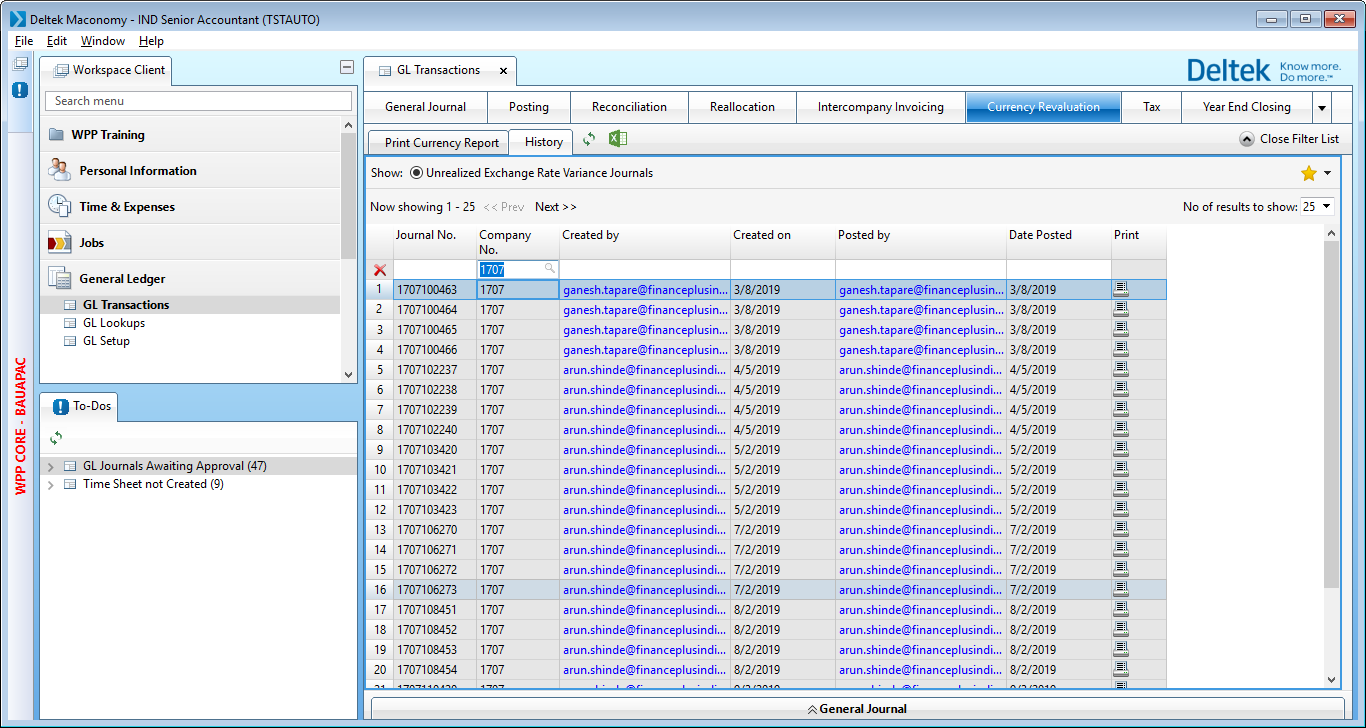 Deltek Maconomy - IND Senior Accountant (TSTAUTO)
File Edit Window Help
Workspace Client
Search menu
WPP Training
Personal Information
Time & Expenses
Jobs
General Ledger
GL Transactions
GL Lookups
GL Setup
To-Dos
GL Journals Awaiting Approval (47)
Time Sheet not Created (9)
WPP CORE - BAUAPAC
GL Transactions
Deltek Know more.
Do more.™
General Journal Posting Reconciliation Reallocation Intercompany Invoicing Currency Revaluation Tax Year End Closing
Print Currency Report History Close Filter List
Show: Unrealized Exchange Rate Variance Journals
Now showing 1 - 25 << Prev Next >> No of results to show: 25
Journal No. Company No. Created by Created on Posted by Date Posted Print
1707
1 1707100463 1707 ganesh.tapare@financeplusin... 3/8/2019 ganesh.tapare@financeplusin... 3/8/2019
2 1707100464 1707 ganesh.tapare@financeplusin... 3/8/2019 ganesh.tapare@financeplusin... 3/8/2019
3 1707100465 1707 ganesh.tapare@financeplusin... 3/8/2019 ganesh.tapare@financeplusin... 3/8/2019
4 1707100466 1707 ganesh.tapare@financeplusin... 3/8/2019 ganesh.tapare@financeplusin... 3/8/2019
5 1707102237 1707 arun.shinde@financeplusindi... 4/5/2019 arun.shinde@financeplusindi... 4/5/2019
6 1707102238 1707 arun.shinde@financeplusindi... 4/5/2019 arun.shinde@financeplusindi... 4/5/2019
7 1707102239 1707 arun.shinde@financeplusindi... 4/5/2019 arun.shinde@financeplusindi... 4/5/2019
8 1707102240 1707 arun.shinde@financeplusindi... 4/5/2019 arun.shinde@financeplusindi... 4/5/2019
9 1707103420 1707 arun.shinde@financeplusindi... 5/2/2019 arun.shinde@financeplusindi... 5/2/2019
10 1707103421 1707 arun.shinde@financeplusindi... 5/2/2019 arun.shinde@financeplusindi... 5/2/2019
11 1707103422 1707 arun.shinde@financeplusindi... 5/2/2019 arun.shinde@financeplusindi... 5/2/2019
12 1707103423 1707 arun.shinde@financeplusindi... 5/2/2019 arun.shinde@financeplusindi... 5/2/2019
13 1707106270 1707 arun.shinde@financeplusindi... 7/2/2019 arun.shinde@financeplusindi... 7/2/2019
14 1707106271 1707 arun.shinde@financeplusindi... 7/2/2019 arun.shinde@financeplusindi... 7/2/2019
15 1707106272 1707 arun.shinde@financeplusindi... 7/2/2019 arun.shinde@financeplusindi... 7/2/2019
16 1707106273 1707 arun.shinde@financeplusindi... 7/2/2019 arun.shinde@financeplusindi... 7/2/2019
17 1707108451 1707 arun.shinde@financeplusindi... 8/2/2019 arun.shinde@financeplusindi... 8/2/2019
18 1707108452 1707 arun.shinde@financeplusindi... 8/2/2019 arun.shinde@financeplusindi... 8/2/2019
19 1707108453 1707 arun.shinde@financeplusindi... 8/2/2019 arun.shinde@financeplusindi... 8/2/2019
20 1707108454 1707 arun.shinde@financeplusindi... 8/2/2019 arun.shinde@financeplusindi... 8/2/2019
General Journal